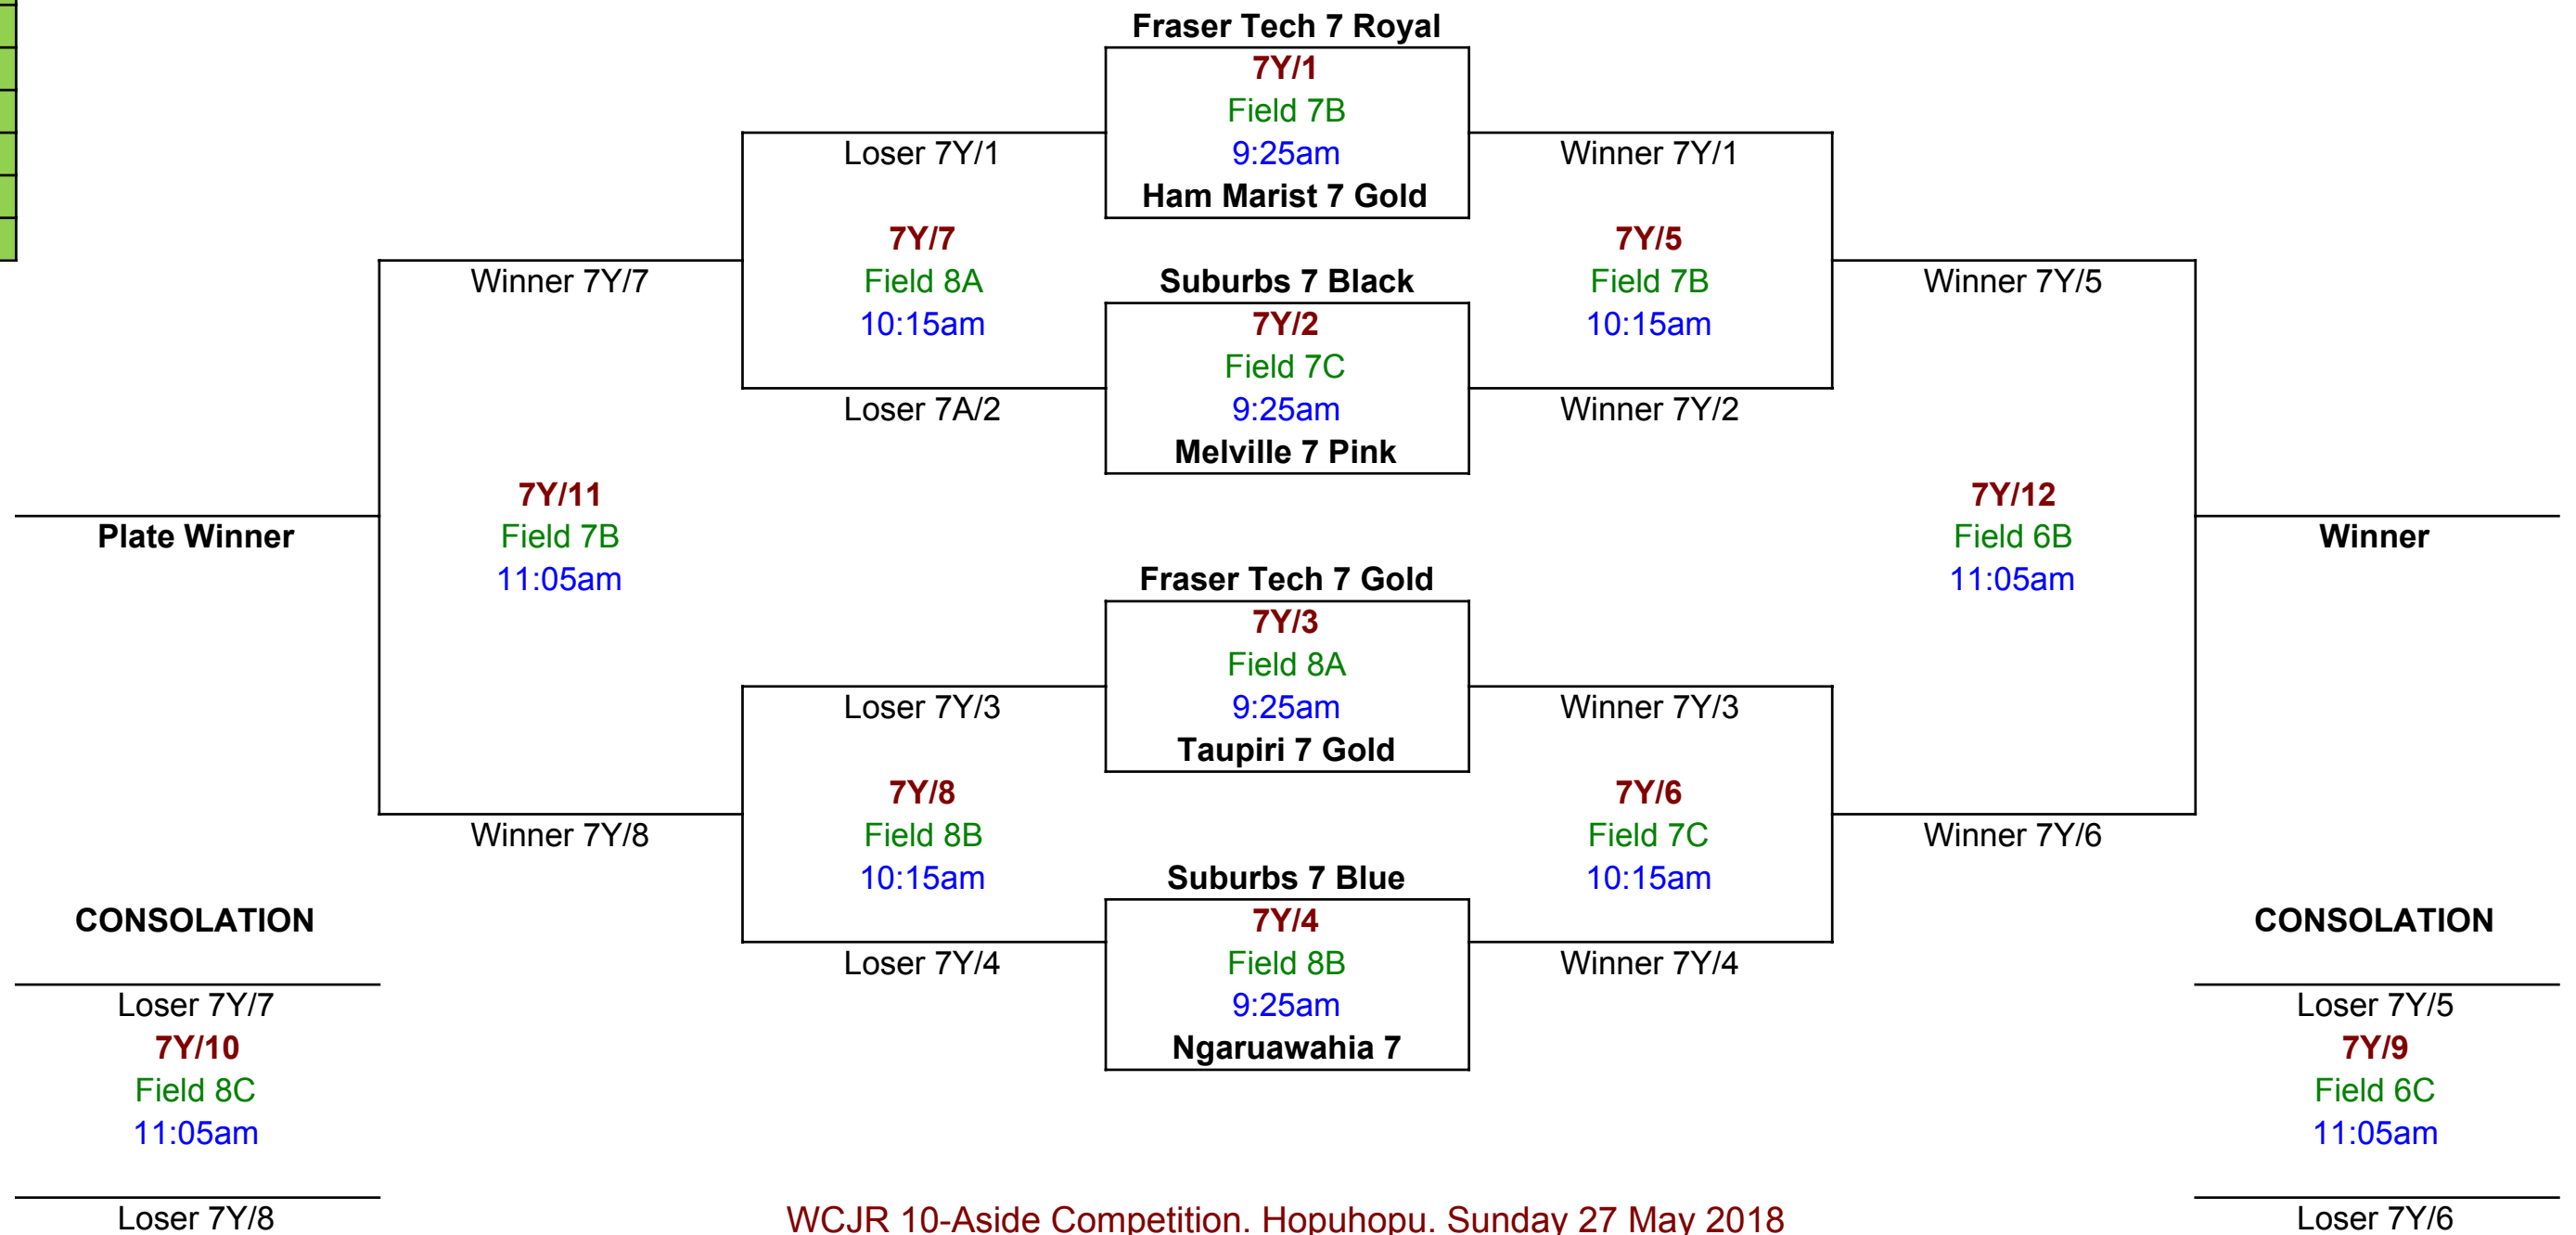 Fraser Tech 7 Royal
7Y/1
Field 7B
Loser 7Y/1
9:25am
Winner 7Y/1
Ham Marist 7 Gold
7Y/7
7Y/5
Winner 7Y/7
Field 8A
Suburbs 7 Black
Field 7B
Winner 7Y/5
10:15am
7Y/2
10:15am
Field 7C
Loser 7A/2
9:25am
Winner 7Y/2
Melville 7 Pink
7Y/11
7Y/12
Plate Winner
Field 7B
Field 6B
Winner
11:05am
Fraser Tech 7 Gold
11:05am
7Y/3
Field 8A
Loser 7Y/3
9:25am
Winner 7Y/3
Taupiri 7 Gold
7Y/8
7Y/6
Winner 7Y/8
Field 8B
Field 7C
Winner 7Y/6
10:15am
Suburbs 7 Blue
10:15am
CONSOLATION
7Y/4
CONSOLATION
Loser 7Y/4
Field 8B
Winner 7Y/4
Loser 7Y/7
9:25am
Loser 7Y/5
7Y/10
Ngaruawahia 7
7Y/9
Field 8C
Field 6C
11:05am
11:05am
Loser 7Y/8
WCJR 10-Aside Competition. Hopuhopu. Sunday 27 May 2018
Loser 7Y/6